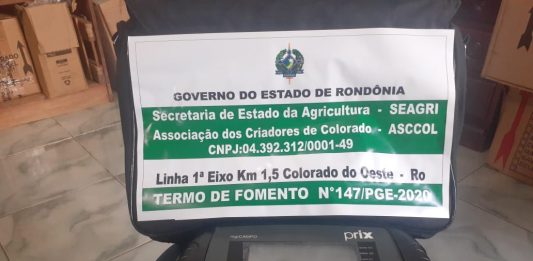 GOVERNO DO ESTADO DE RONDÔNIA
Secretaria de Estado da Agricultura - SEAGRI
Associação dos Criadores de Colorado - ASCCOL
CNPJ:04.392.312/0001-49
Linha 1ª Eixo Km 1,5 Colorado do Oeste - Ro
TERMO DE FOMENTO N°147/PGE-2020
prix